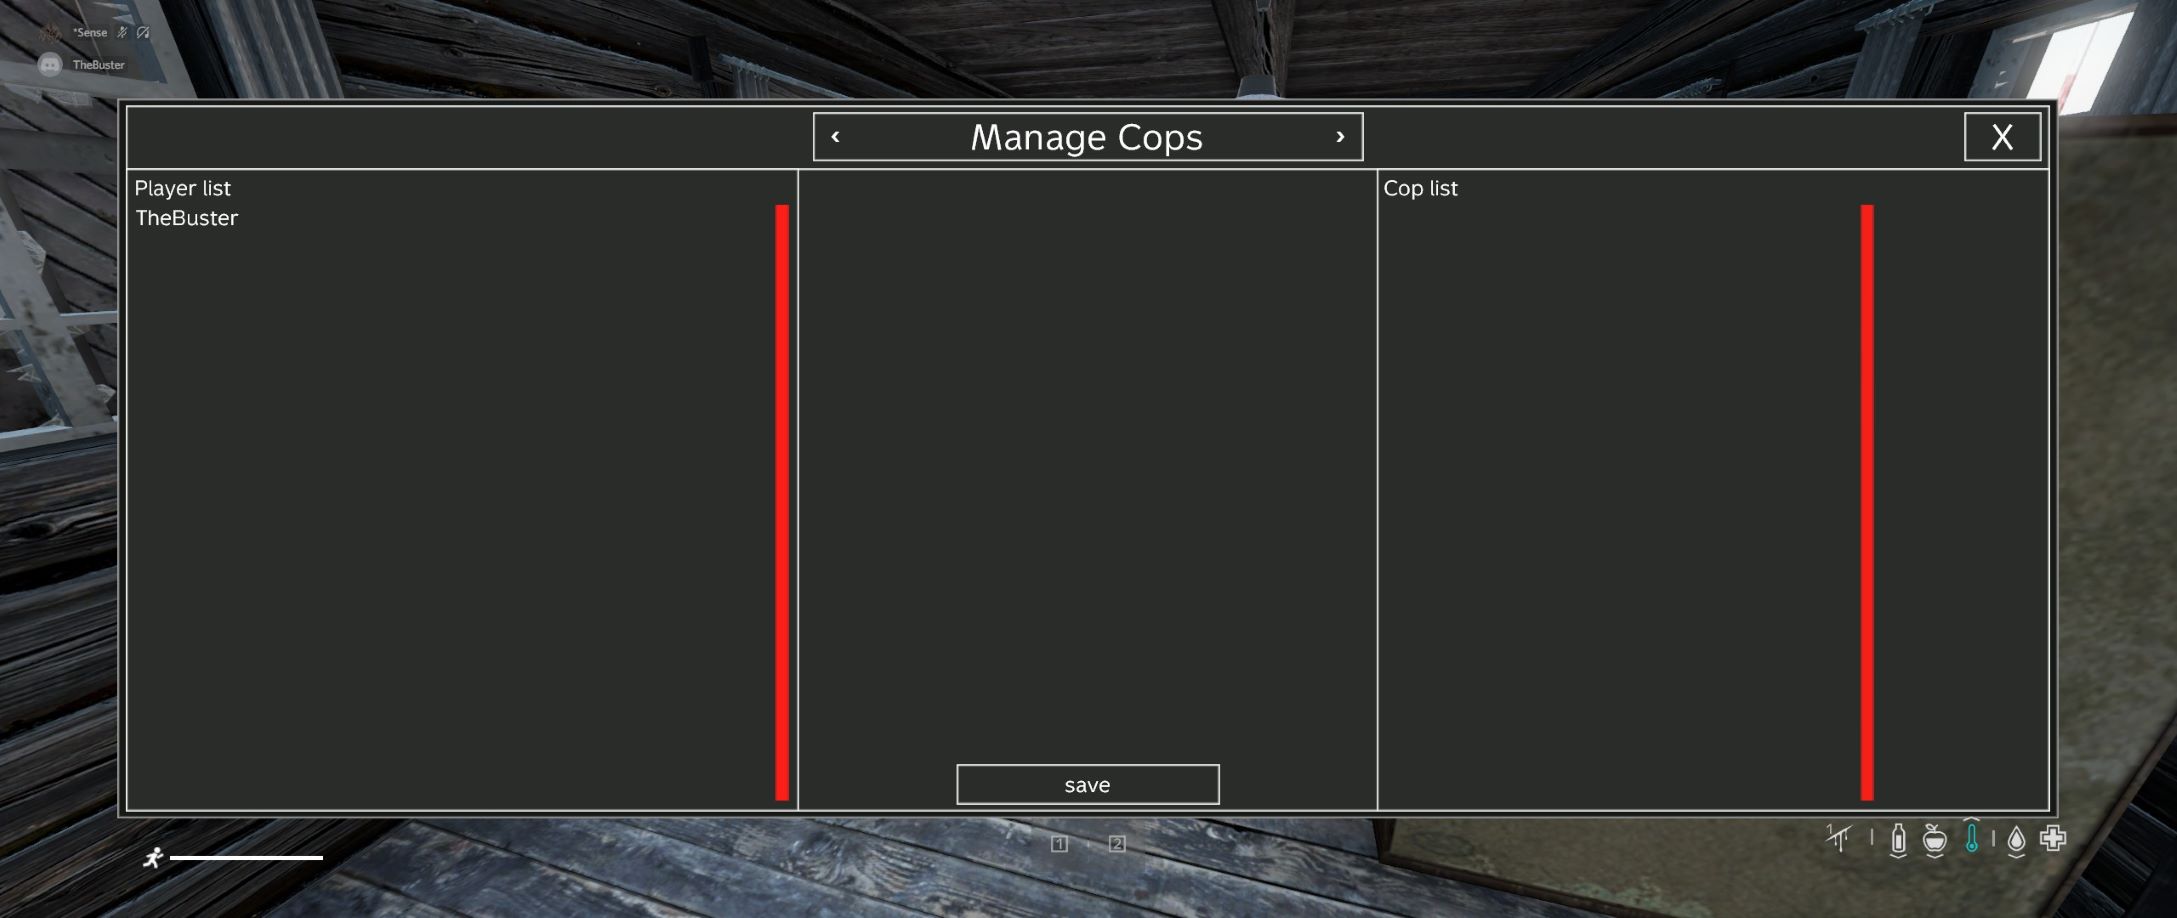 *Sense
TheBuster
‹ Manage Cops ›
X
Player list
TheBuster
Cop list
save
1 2